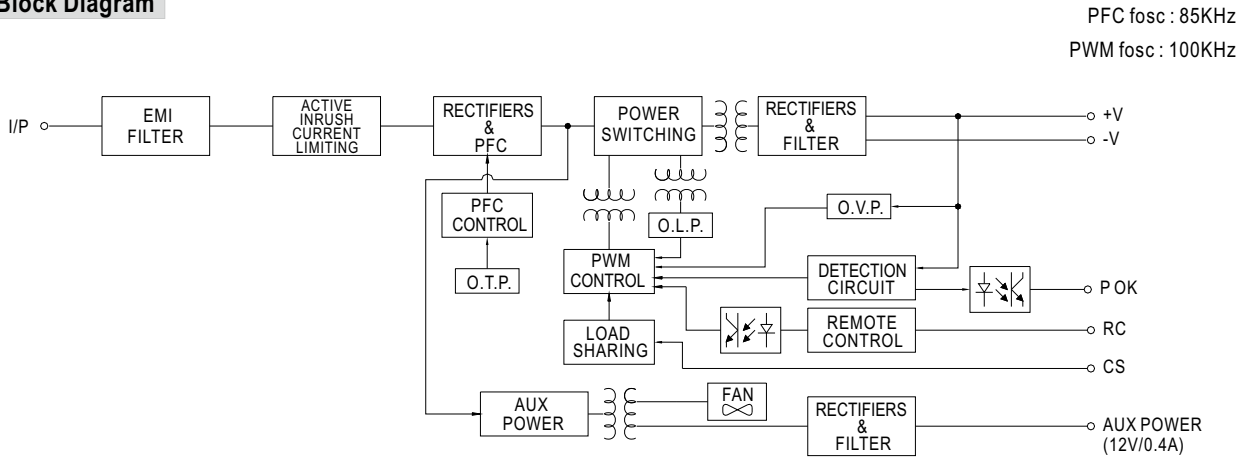 Block Diagram
PFC fosc : 85KHz
PWM fosc : 100KHz
I/P
EMI
FILTER
ACTIVE
INRUSH
CURRENT
LIMITING
RECTIFIERS
&
PFC
POWER
SWITCHING
RECTIFIERS
&
FILTER
+V
-V
PFC
CONTROL
O.L.P.
O.V.P.
O.T.P.
PWM
CONTROL
DETECTION
CIRCUIT
P OK
LOAD
SHARING
REMOTE
CONTROL
RC
CS
AUX
POWER
FAN
RECTIFIERS
&
FILTER
AUX POWER
(12V/0.4A)